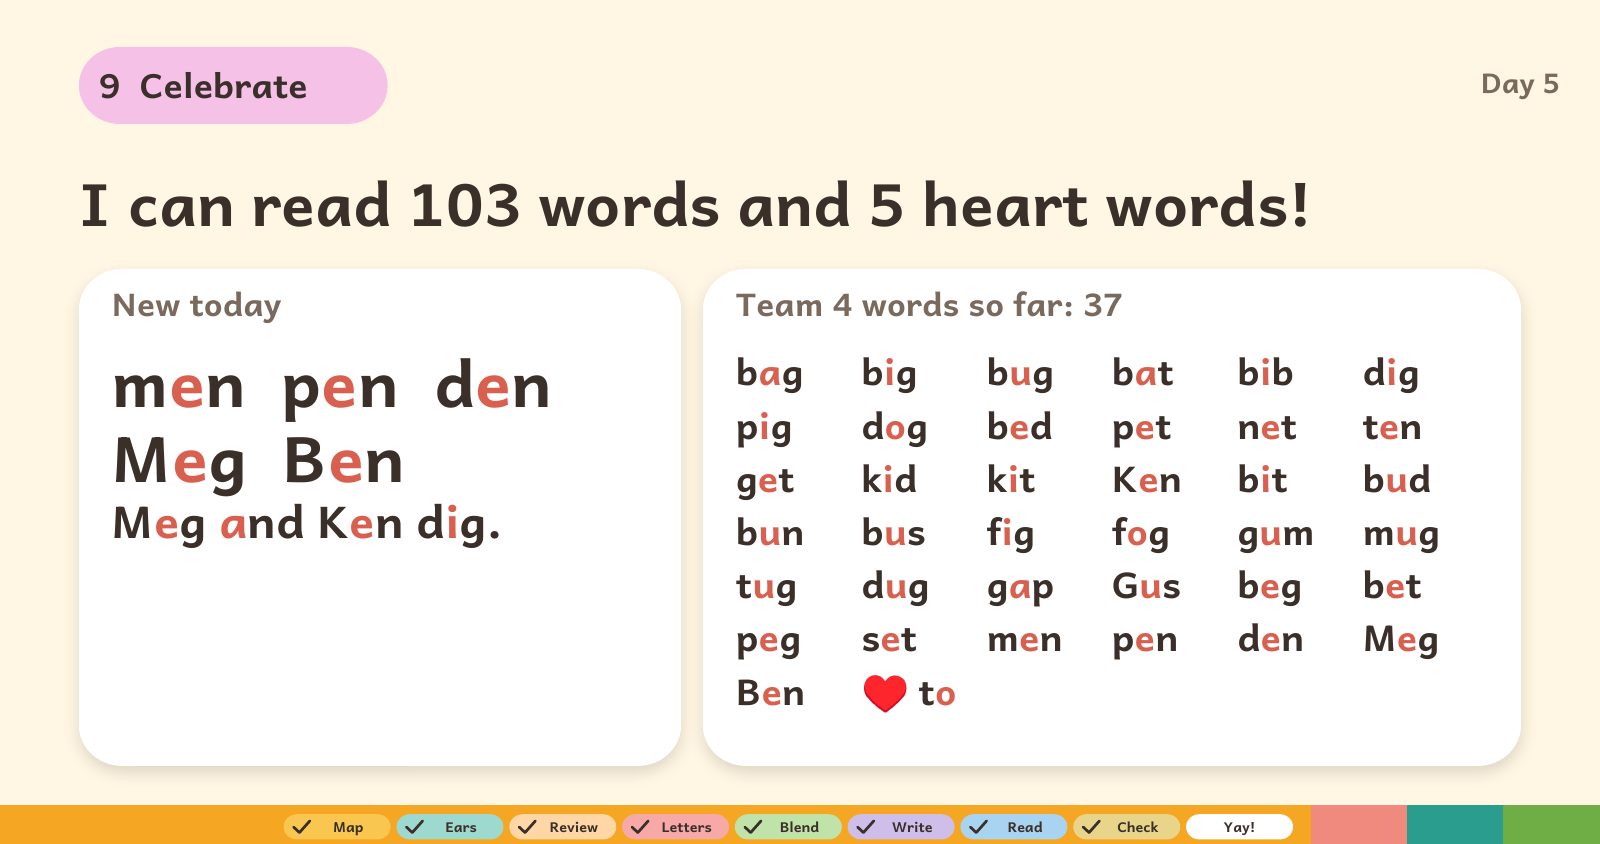 9 Celebrate
Day 5
I can read 103 words and 5 heart words!
New today
men pen den
Meg Ben
Meg and Ken dig.
Team 4 words so far: 37
bag big bug bat bib dig
pig dog bed pet net ten
get kid kit Ken bit bud
bun bus fig fog gum mug
tug dug gap Gus beg bet
peg set men pen den Meg
Ben ❤ to
Map Ears Review Letters Blend Write Read Check Yay!